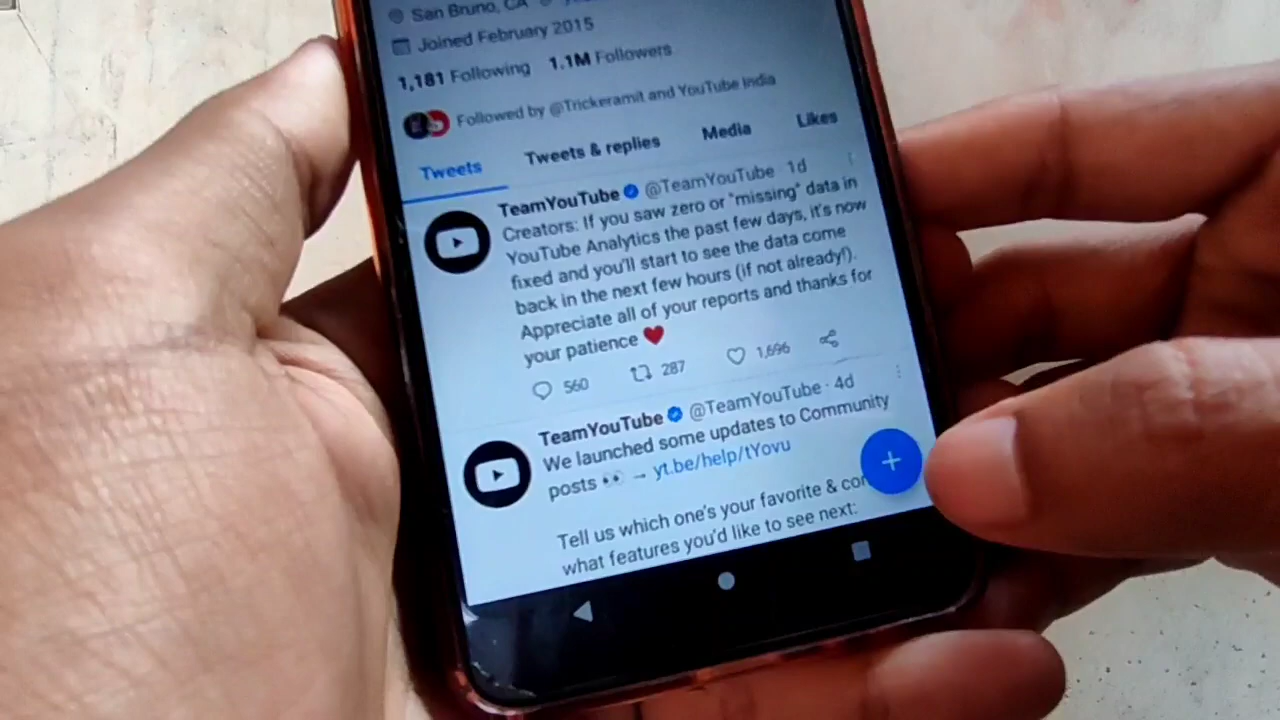 San Bruno, CA
Joined February 2015
1,181 Following 1.1M Followers
Followed by @Trickeramit and YouTube India
Tweets Tweets & replies Media Likes
TeamYouTube @TeamYouTube 1d
Creators: If you saw zero or "missing" data in
YouTube Analytics the past few days, it's now
fixed and you'll start to see the data come
back in the next few hours (if not already!).
Appreciate all of your reports and thanks for
your patience ❤️
560 287 1,696
TeamYouTube @TeamYouTube · 4d
We launched some updates to Community
posts 👀 → yt.be/help/tYovu
Tell us which one's your favorite &
what features you'd like to see next: